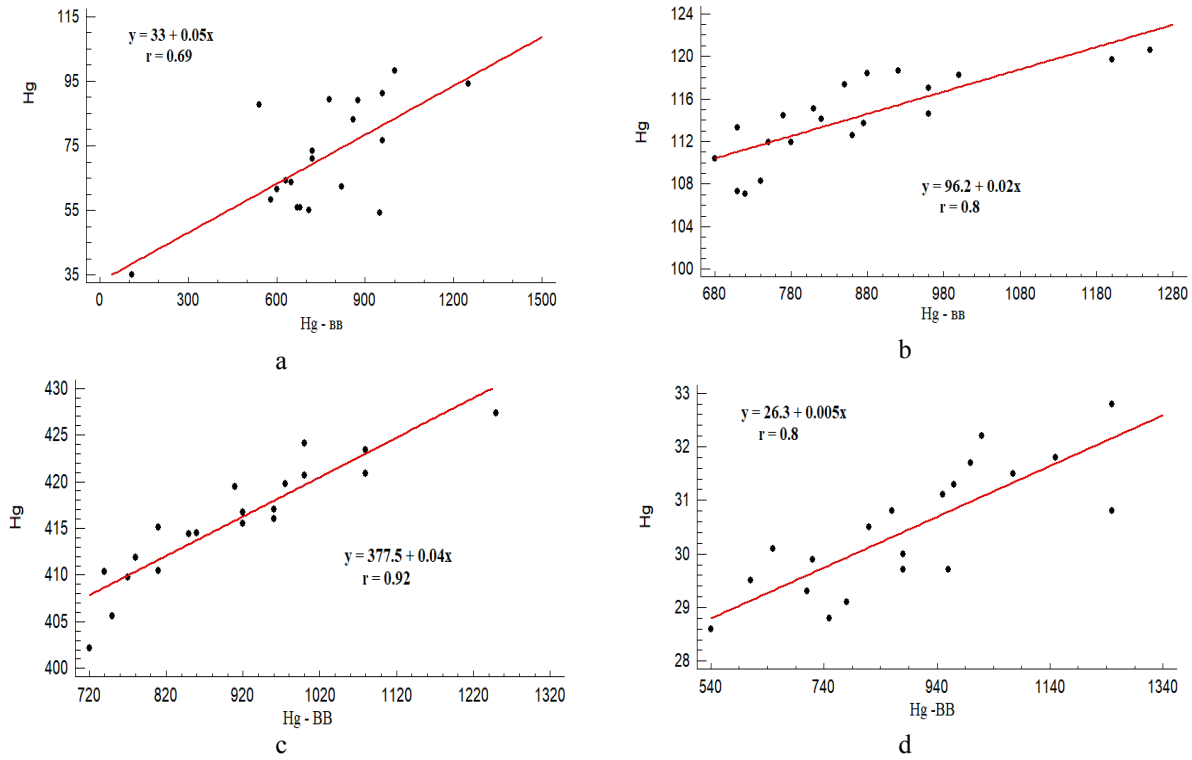 115
95
75
55
35
Hg
y = 33 + 0.05x
r = 0.69
0 300 600 900 1200 1500
Hg - вв
a
124
120
116
112
108
104
100
Hg
y = 96.2 + 0.02x
r = 0.8
680 780 880 980 1080 1180 1280
Hg - вв
b
430
425
420
415
410
405
400
Hg
y = 377.5 + 0.04x
r = 0.92
720 820 920 1020 1120 1220 1320
Hg - BB
c
33
32
31
30
29
28
Hg
y = 26.3 + 0.005x
r = 0.8
540 740 940 1140 1340
Hg -BB
d